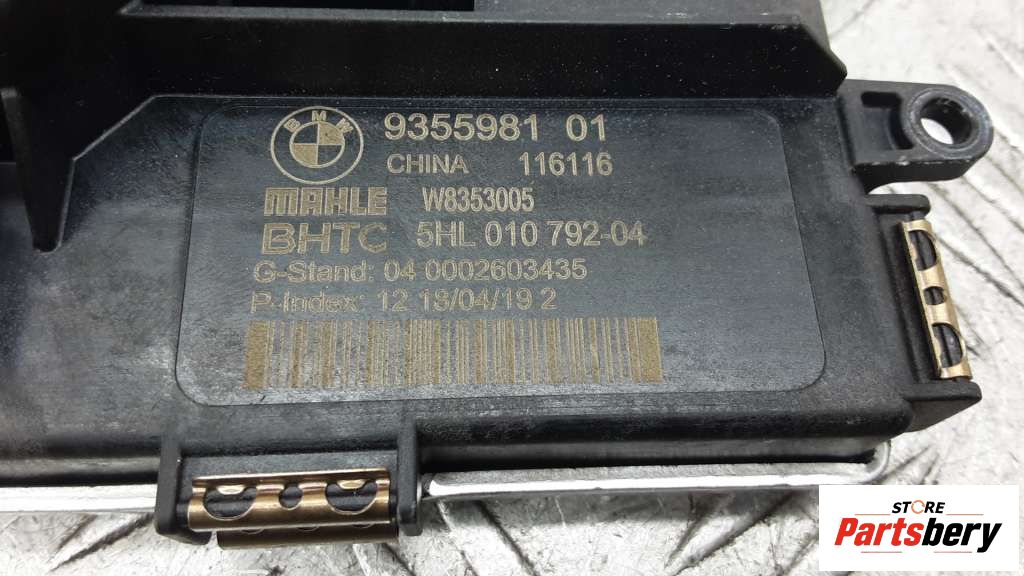 BMW 9355981 01
CHINA 116116
MAHLE W8353005
BHTC 5HL 010 792-04
G-Stand: 04 0002603435
P-Index: 12 18/04/19 2
STORE
Partsbery